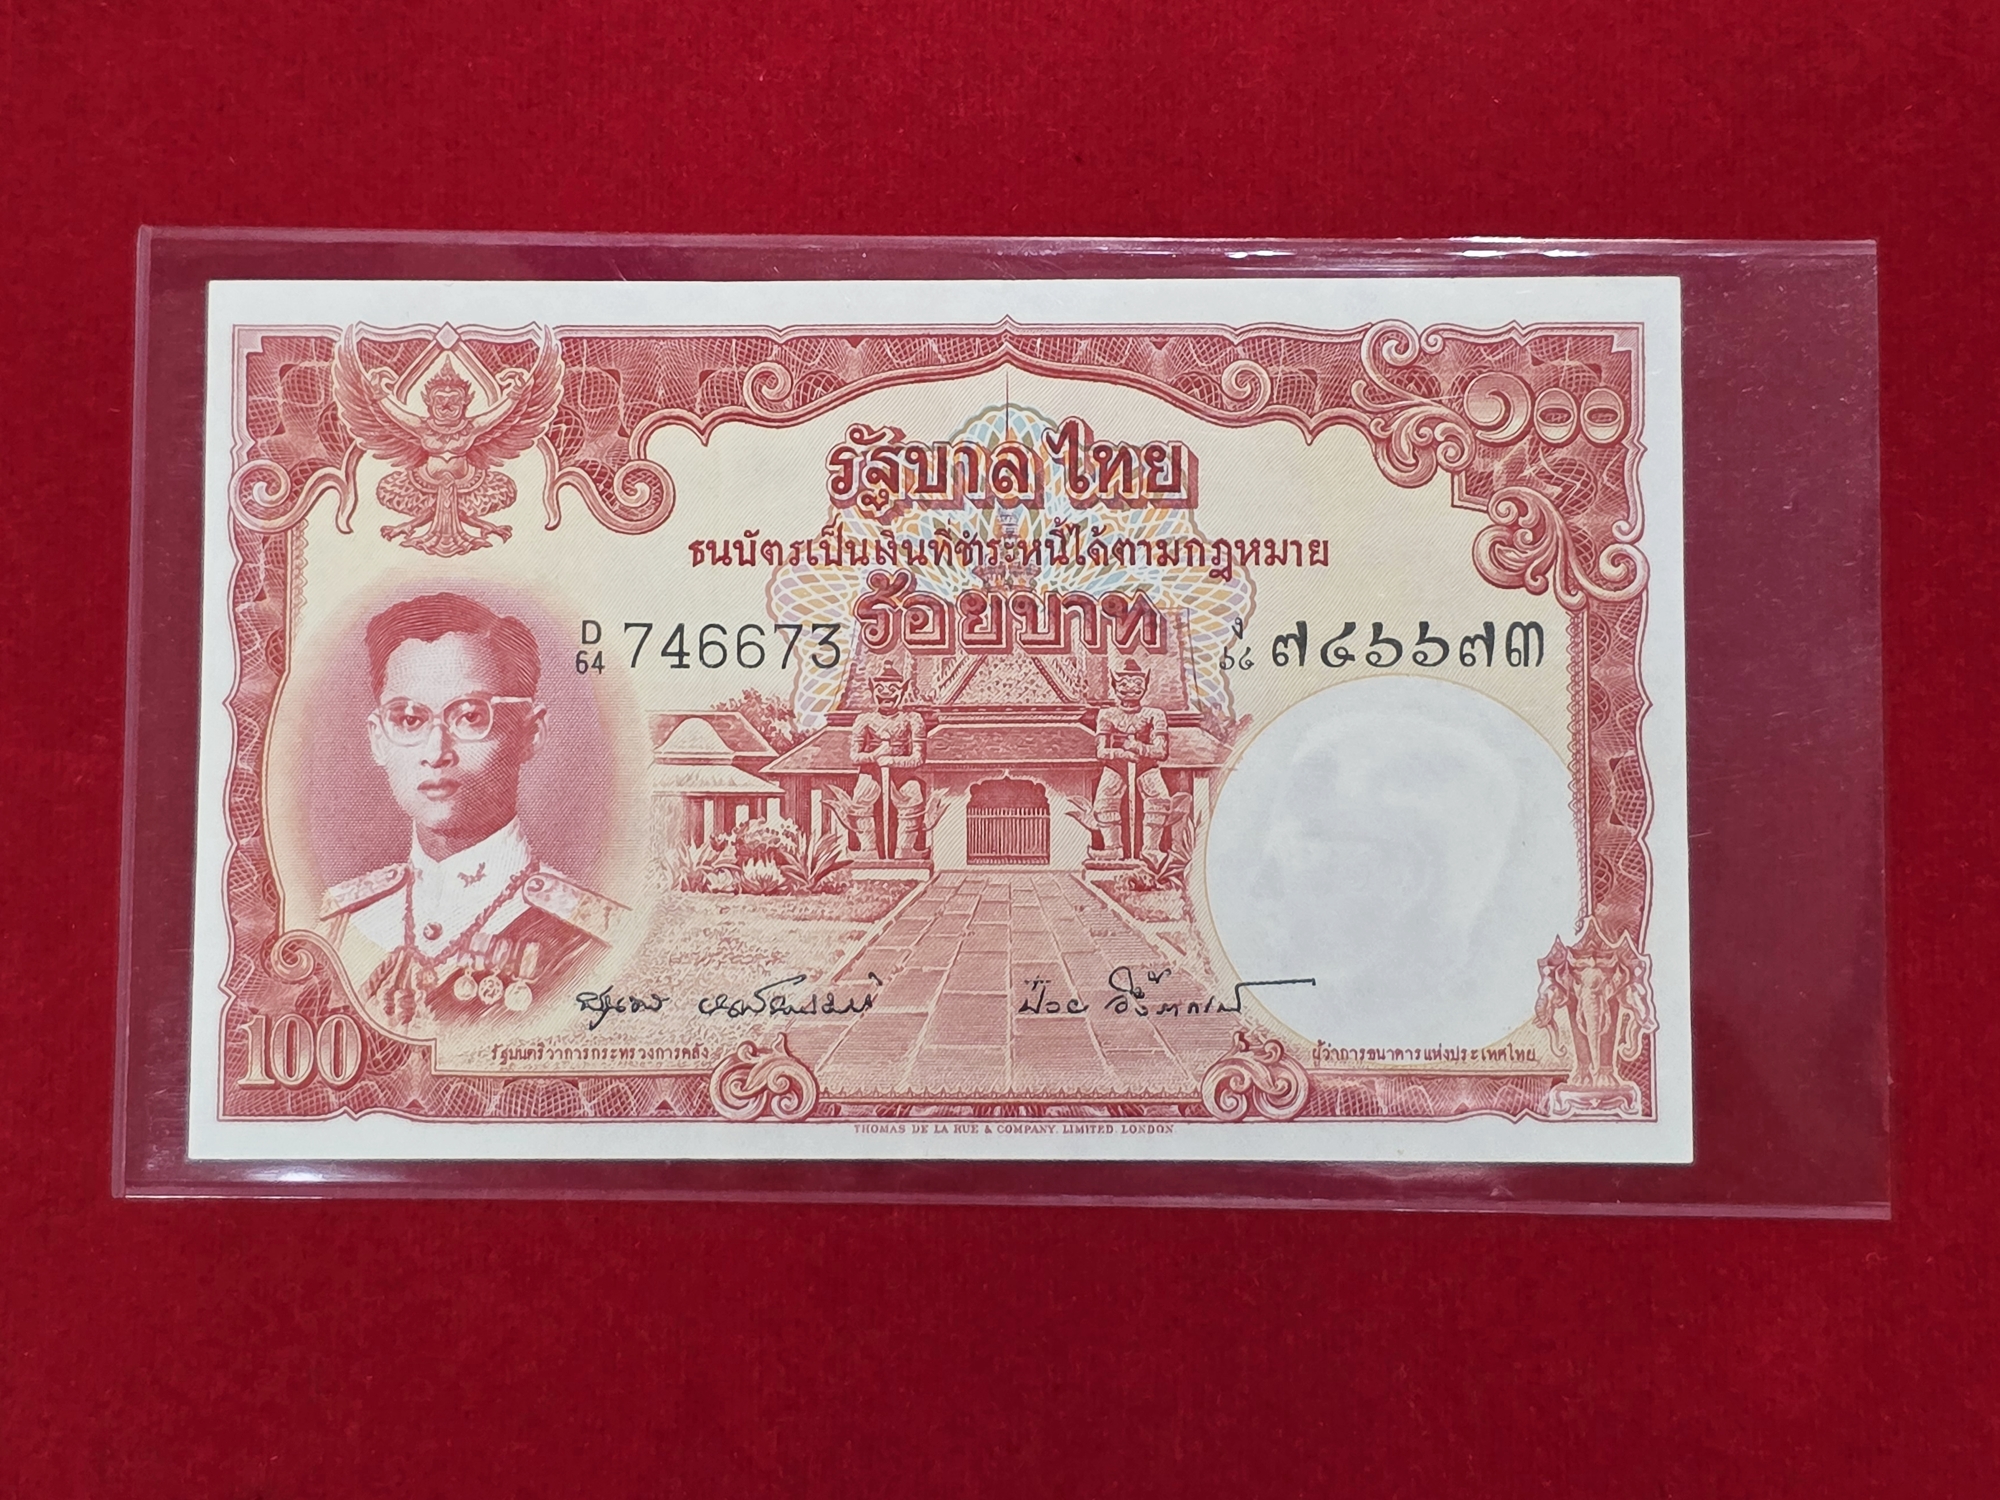 ๑๐๐
รัฐบาลไทย
ธนบัตรเป็นเงินที่ชำระหนี้ได้ตามกฎหมาย
ร้อยบาท
D/64 746673
ง/๖๔ ๗๔๖๖๗๓
รัฐมนตรีว่าการกระทรวงการคลัง
ผู้ว่าการธนาคารแห่งประเทศไทย
100
THOMAS DE LA RUE & COMPANY, LIMITED. LONDON